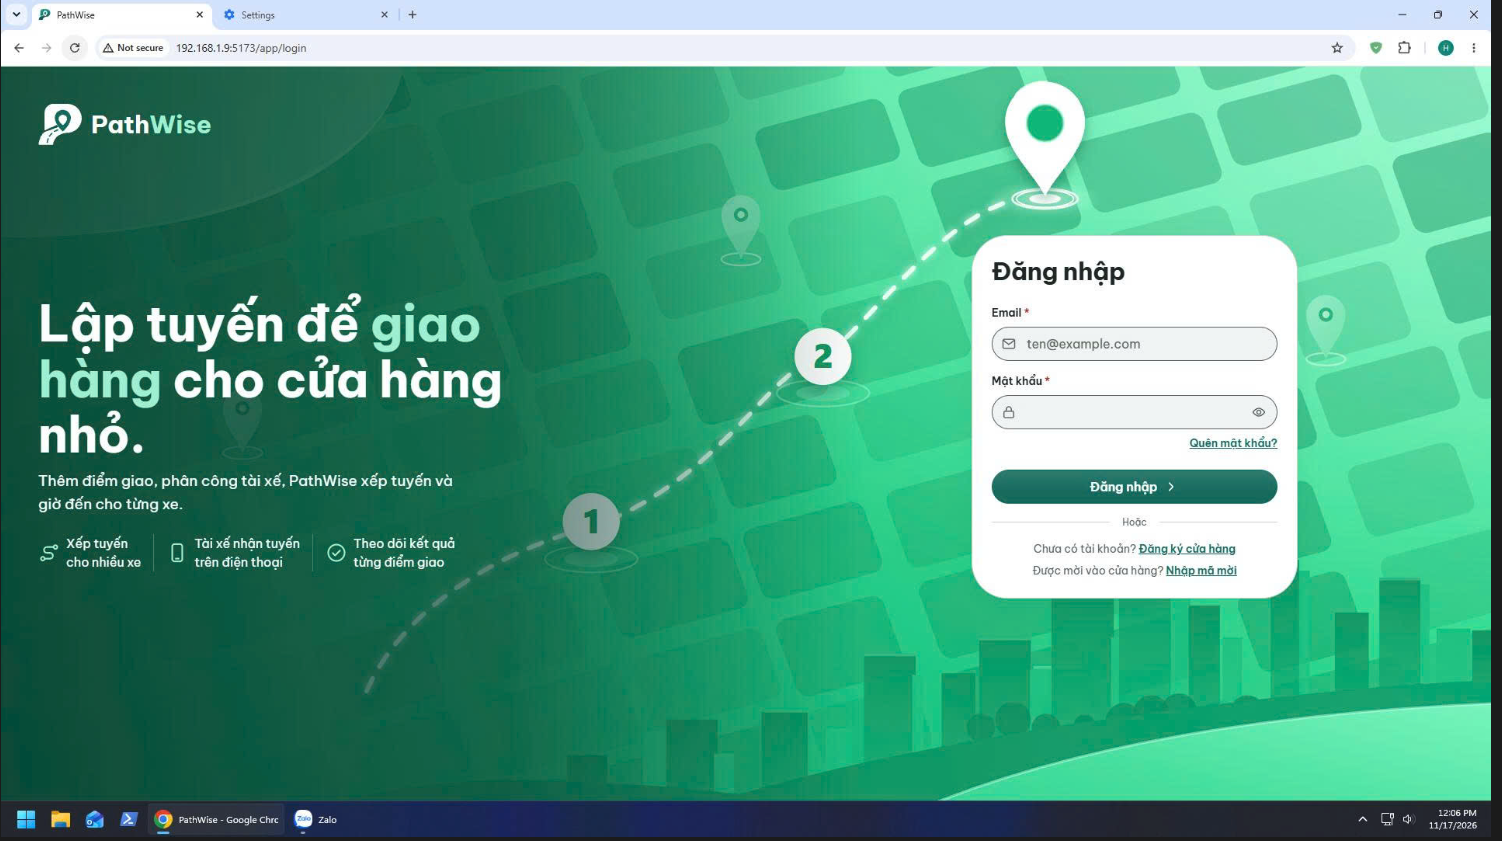 PathWise
Settings
Not secure
192.168.1.9:5173/app/login
H
PathWise
Lập tuyến để giao
hàng cho cửa hàng
nhỏ.
Thêm điểm giao, phân công tài xế, PathWise xếp tuyến và
giờ đến cho từng xe.
Xếp tuyến
cho nhiều xe
Tài xế nhận tuyến
trên điện thoại
Theo dõi kết quả
từng điểm giao
1
2
Đăng nhập
Email *
ten@example.com
Mật khẩu *
Quên mật khẩu?
Đăng nhập
Hoặc
Chưa có tài khoản? Đăng ký cửa hàng
Được mời vào cửa hàng? Nhập mã mời
PathWise - Google Chrc
Zalo
Zalo
12:06 PM
11/17/2026